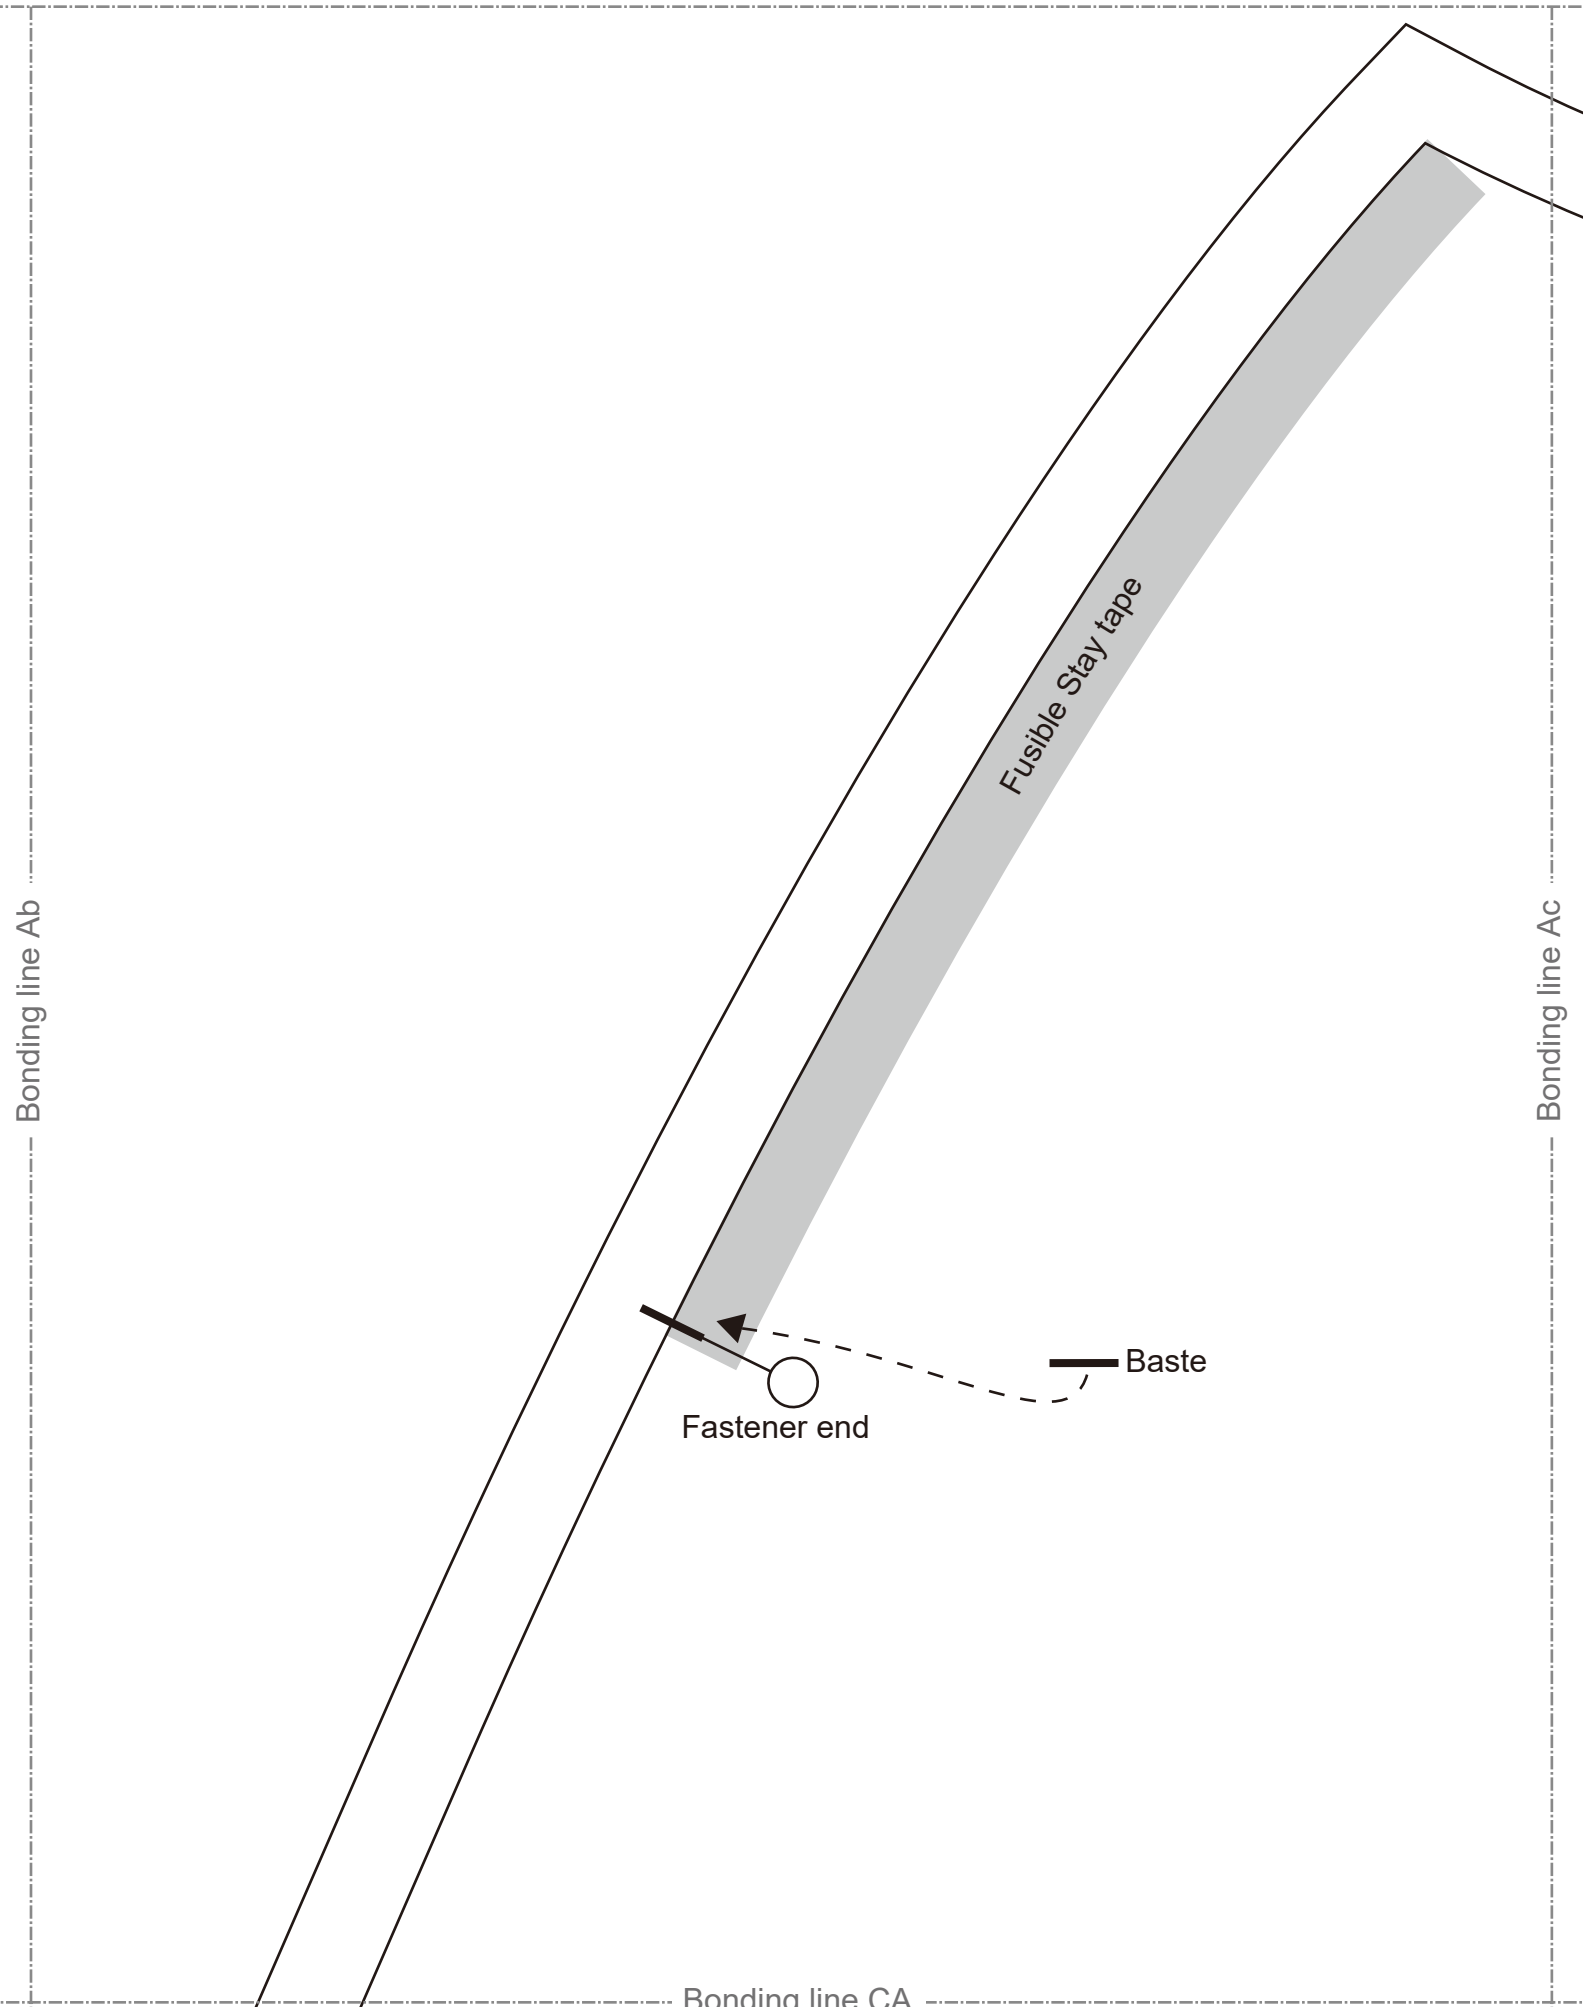 Fusible Stay tape
Bonding line Ab
Bonding line Ac
Baste
Fastener end
Bonding line CA